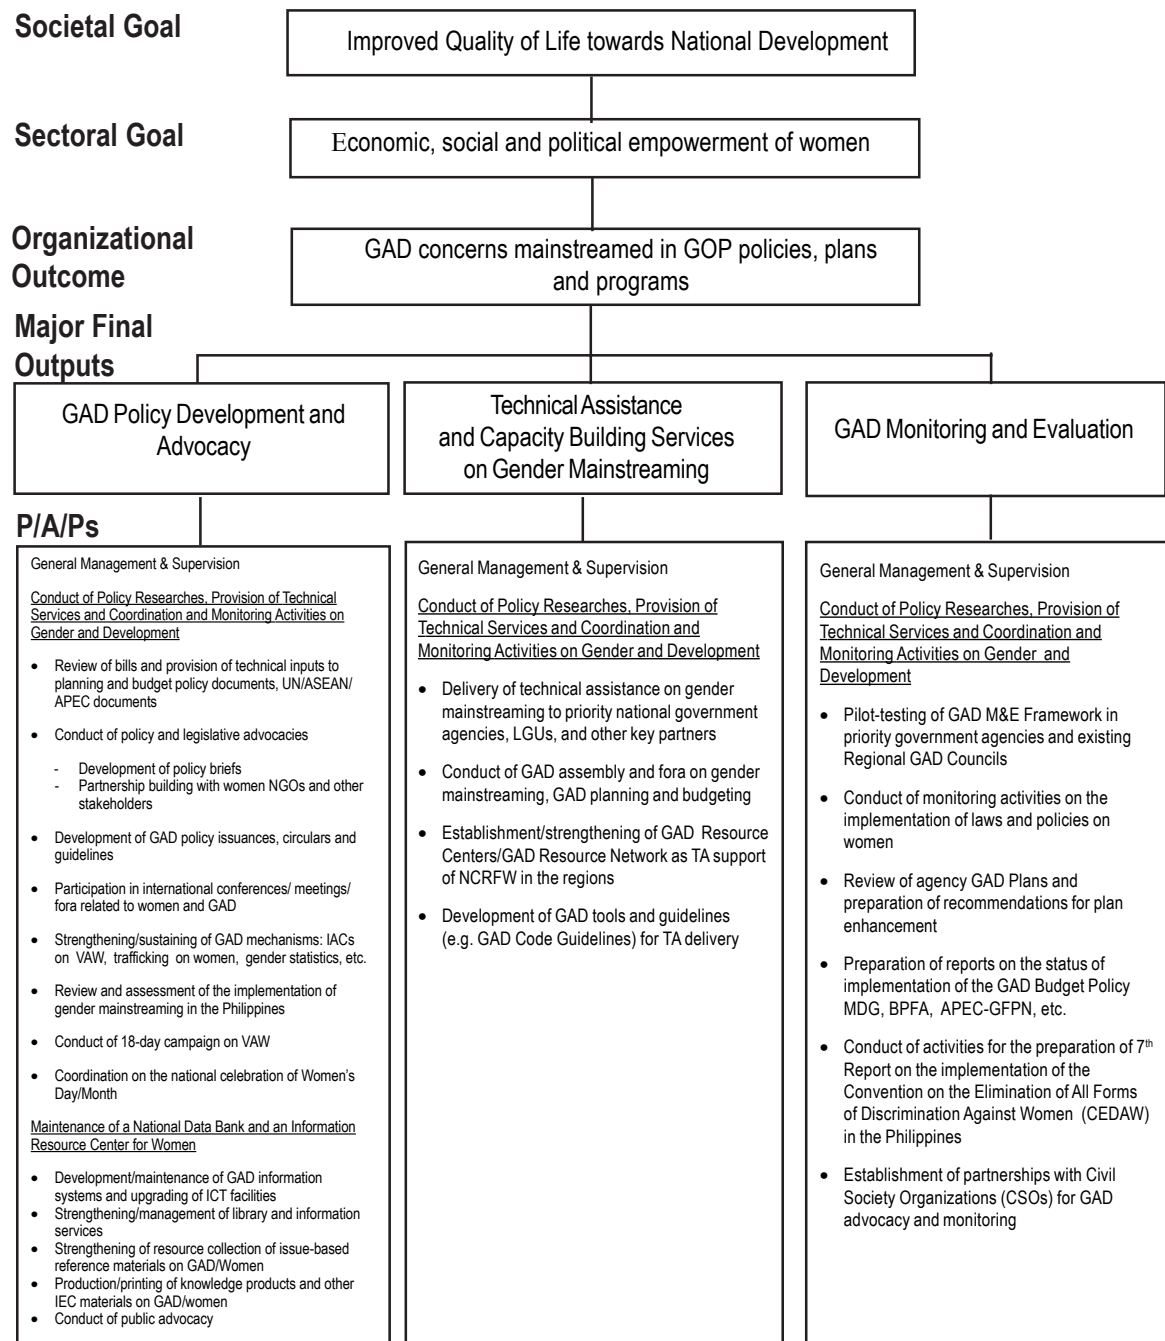 Societal Goal
Improved Quality of Life towards National Development
Sectoral Goal
Economic, social and political empowerment of women
Organizational
Outcome
GAD concerns mainstreamed in GOP policies, plans
and programs
Major Final
Outputs
GAD Policy Development and
Advocacy
Technical Assistance
and Capacity Building Services
on Gender Mainstreaming
GAD Monitoring and Evaluation
P/A/Ps
General Management & Supervision
Conduct of Policy Researches, Provision of Technical
Services and Coordination and Monitoring Activities on
Gender and Development
• Review of bills and provision of technical inputs to
planning and budget policy documents, UN/ASEAN/
APEC documents
• Conduct of policy and legislative advocacies
- Development of policy briefs
- Partnership building with women NGOs and other
stakeholders
• Development of GAD policy issuances, circulars and
guidelines
• Participation in international conferences/ meetings/
fora related to women and GAD
• Strengthening/sustaining of GAD mechanisms: IACs
on VAW, trafficking on women, gender statistics, etc.
• Review and assessment of the implementation of
gender mainstreaming in the Philippines
• Conduct of 18-day campaign on VAW
• Coordination on the national celebration of Women's
Day/Month
Maintenance of a National Data Bank and an Information
Resource Center for Women
• Development/maintenance of GAD information
systems and upgrading of ICT facilities
• Strengthening/management of library and information
services
• Strengthening of resource collection of issue-based
reference materials on GAD/Women
• Production/printing of knowledge products and other
IEC materials on GAD/women
• Conduct of public advocacy
General Management & Supervision
Conduct of Policy Researches, Provision of
Technical Services and Coordination and
Monitoring Activities on Gender and Development
• Delivery of technical assistance on gender
mainstreaming to priority national government
agencies, LGUs, and other key partners
• Conduct of GAD assembly and fora on gender
mainstreaming, GAD planning and budgeting
• Establishment/strengthening of GAD Resource
Centers/GAD Resource Network as TA support
of NCRFW in the regions
• Development of GAD tools and guidelines
(e.g. GAD Code Guidelines) for TA delivery
General Management & Supervision
Conduct of Policy Researches, Provision of
Technical Services and Coordination and
Monitoring Activities on Gender and
Development
• Pilot-testing of GAD M&E Framework in
priority government agencies and existing
Regional GAD Councils
• Conduct of monitoring activities on the
implementation of laws and policies on
women
• Review of agency GAD Plans and
preparation of recommendations for plan
enhancement
• Preparation of reports on the status of
implementation of the GAD Budget Policy
MDG, BPFA, APEC-GFPN, etc.
• Conduct of activities for the preparation of 7th
Report on the implementation of the
Convention on the Elimination of All Forms
of Discrimination Against Women (CEDAW)
in the Philippines
• Establishment of partnerships with Civil
Society Organizations (CSOs) for GAD
advocacy and monitoring